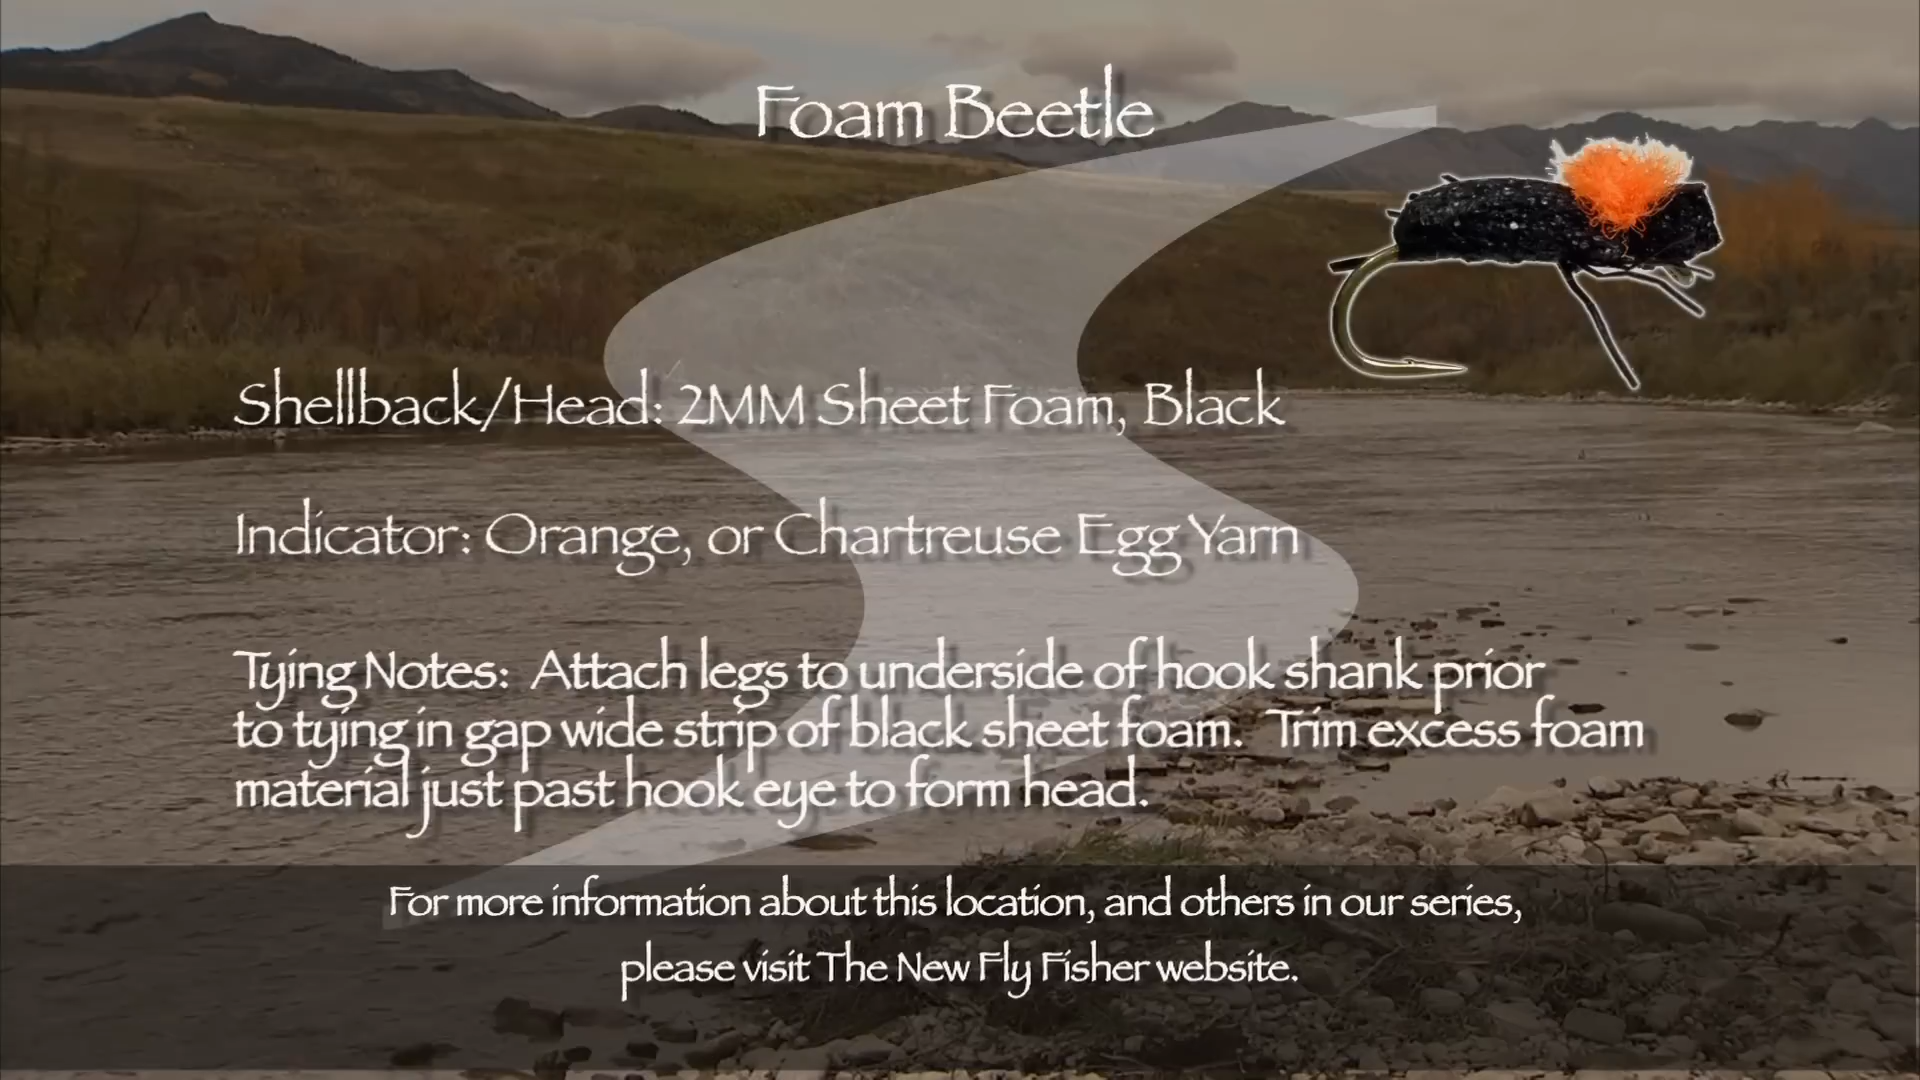 Foam Beetle
Shellback/Head: 2MM Sheet Foam, Black
Indicator: Orange, or Chartreuse Egg Yarn
Tying Notes: Attach legs to underside of hook shank prior
to tying in gap wide strip of black sheet foam. Trim excess foam
material just past hook eye to form head.
For more information about this location, and others in our series,
please visit The New Fly Fisher website.